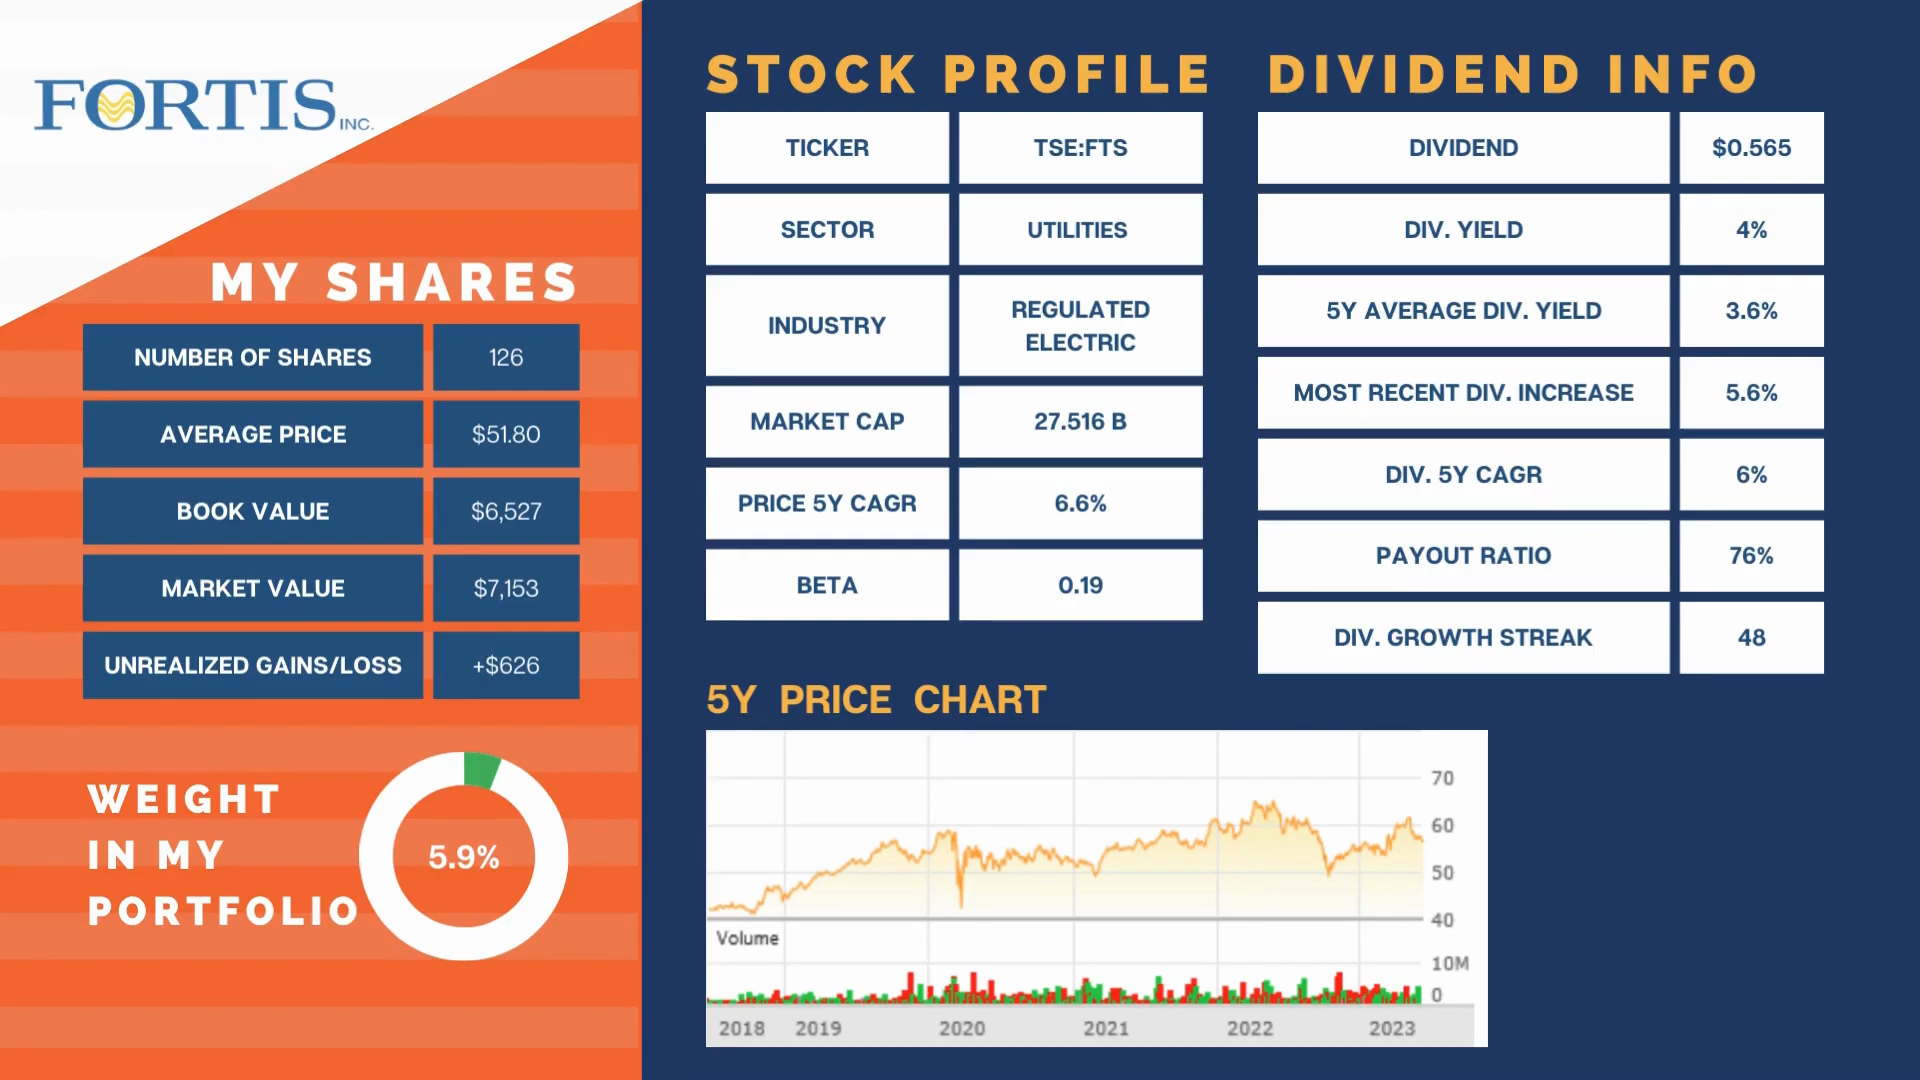 FORTIS INC.
MY SHARES
NUMBER OF SHARES 126
AVERAGE PRICE $51.80
BOOK VALUE $6,527
MARKET VALUE $7,153
UNREALIZED GAINS/LOSS +$626
WEIGHT
IN MY
PORTFOLIO
5.9%
STOCK PROFILE
TICKER TSE:FTS
SECTOR UTILITIES
INDUSTRY REGULATED
ELECTRIC
MARKET CAP 27.516 B
PRICE 5Y CAGR 6.6%
BETA 0.19
DIVIDEND INFO
DIVIDEND $0.565
DIV. YIELD 4%
5Y AVERAGE DIV. YIELD 3.6%
MOST RECENT DIV. INCREASE 5.6%
DIV. 5Y CAGR 6%
PAYOUT RATIO 76%
DIV. GROWTH STREAK 48
5Y PRICE CHART
70
60
50
40
Volume
10M
0
2018 2019 2020 2021 2022 2023